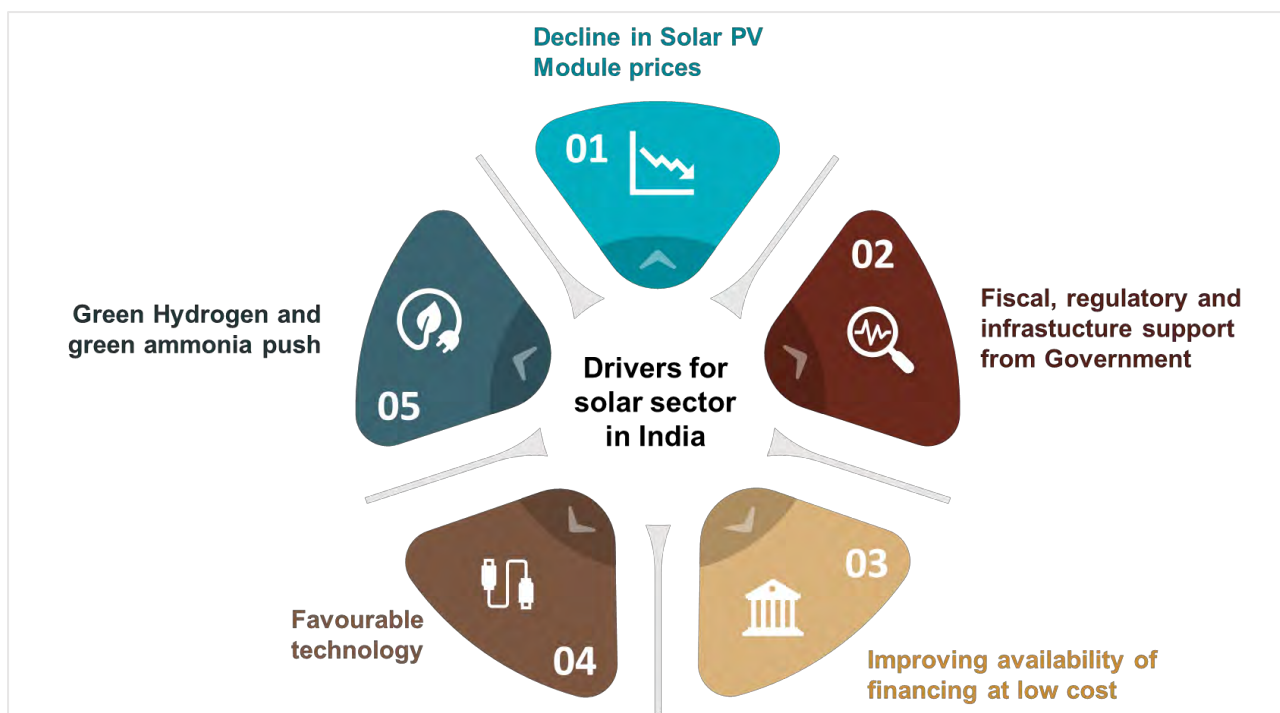 Decline in Solar PV
Module prices
01
02
Fiscal, regulatory and
infrastucture support
from Government
03
Improving availability of
financing at low cost
04
Favourable
technology
05
Green Hydrogen and
green ammonia push
Drivers for
solar sector
in India